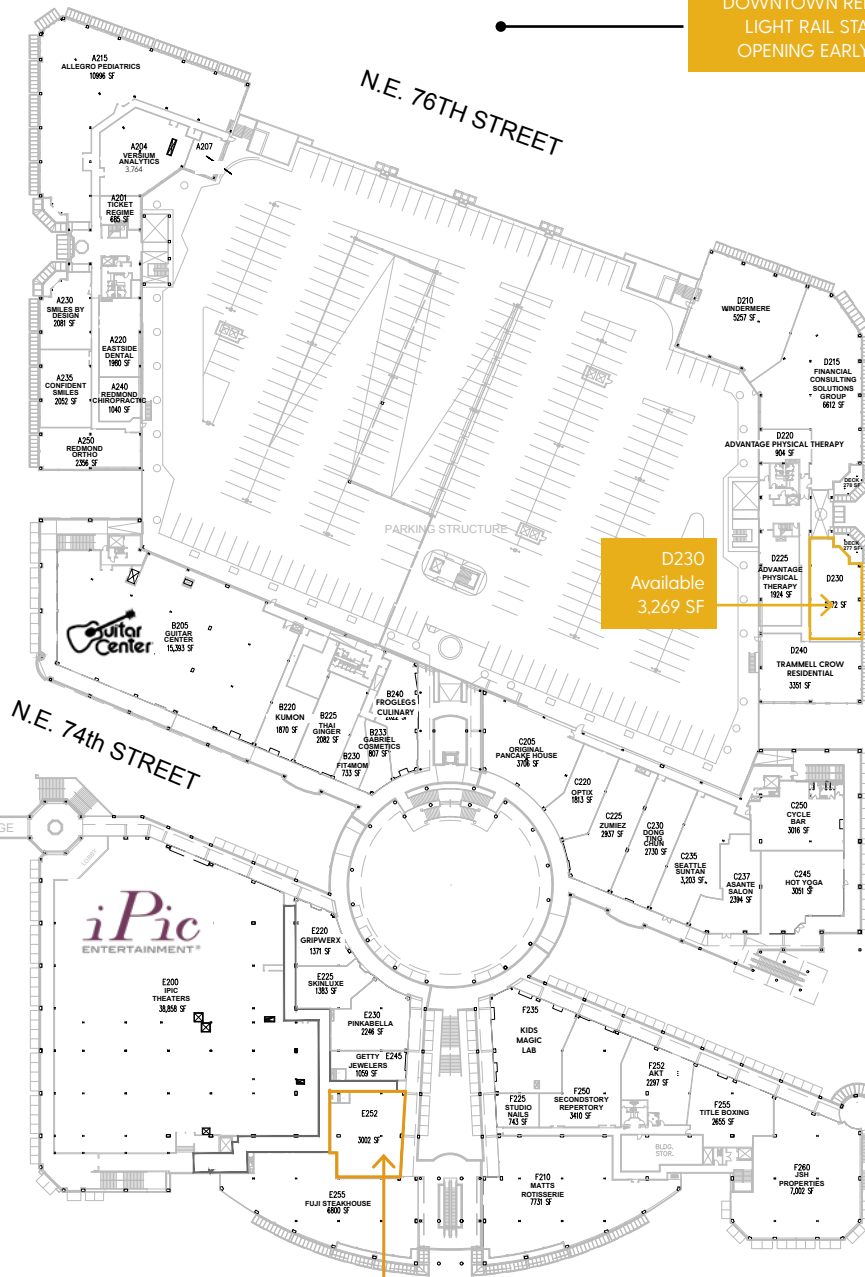 DOWNTOWN
LIGHT RAIL
OPENING EARLY
N.E. 76TH STREET
A215
ALLEGRO PEDIATRICS
10996 SF
A204
VERSIUM
ANALYTICS
3,764
A207
A201
TICKET
REGIME
685 SF
A230
SMILES BY
DESIGN
2081 SF
A220
EASTSIDE
DENTAL
1960 SF
A235
CONFIDENT
SMILES
2052 SF
A240
REDMOND
CHIROPRACTIC
1040 SF
A250
REDMOND
ORTHO
2356 SF
D210
WINDERMERE
5257 SF
D215
FINANCIAL
CONSULTING
SOLUTIONS
GROUP
6612 SF
D220
ADVANTAGE PHYSICAL THERAPY
904 SF
DECK
278 SF
DECK
277 SF
PARKING STRUCTURE
D230
Available
3,269 SF
D225
ADVANTAGE
PHYSICAL
THERAPY
1924 SF
D230
SF
D240
TRAMMELL CROW
RESIDENTIAL
3351 SF
Guitar
Center
B205
GUITAR
CENTER
15,393 SF
B220
KUMON
1870 SF
B225
THAI
GINGER
2082 SF
B240
FROGLEGS
CULINARY
B233
GABRIEL
COSMETICS
807 SF
B230
FIT4MOM
733 SF
N.E. 74th STREET
C205
ORIGINAL
PANCAKE HOUSE
3706 SF
C220
OPTIX
1813 SF
C225
ZUMIEZ
2937 SF
C230
DONG
TING
CHUN
2730 SF
C235
SEATTLE
SUNTAN
3,203 SF
C237
ASANTE
SALON
2394 SF
C250
CYCLE
BAR
3016 SF
C245
HOT YOGA
3051 SF
LOBBY
iPic
ENTERTAINMENT®
E200
IPIC
THEATERS
38,858 SF
E220
GRIPWERX
1371 SF
E225
SKINLUXE
1383 SF
E230
PINKABELLA
2246 SF
GETTY E245
JEWELERS
1059 SF
E252
3002 SF
E255
FUJI STEAKHOUSE
6800 SF
F235
KIDS
MAGIC
LAB
F225
STUDIO
NAILS
743 SF
F250
SECONDSTORY
REPERTORY
3410 SF
F252
AKT
2297 SF
F255
TITLE BOXING
2655 SF
BLDG.
STOR.
F210
MATTS
ROTISSERIE
7731 SF
F260
JSH
PROPERTIES
7,002 SF